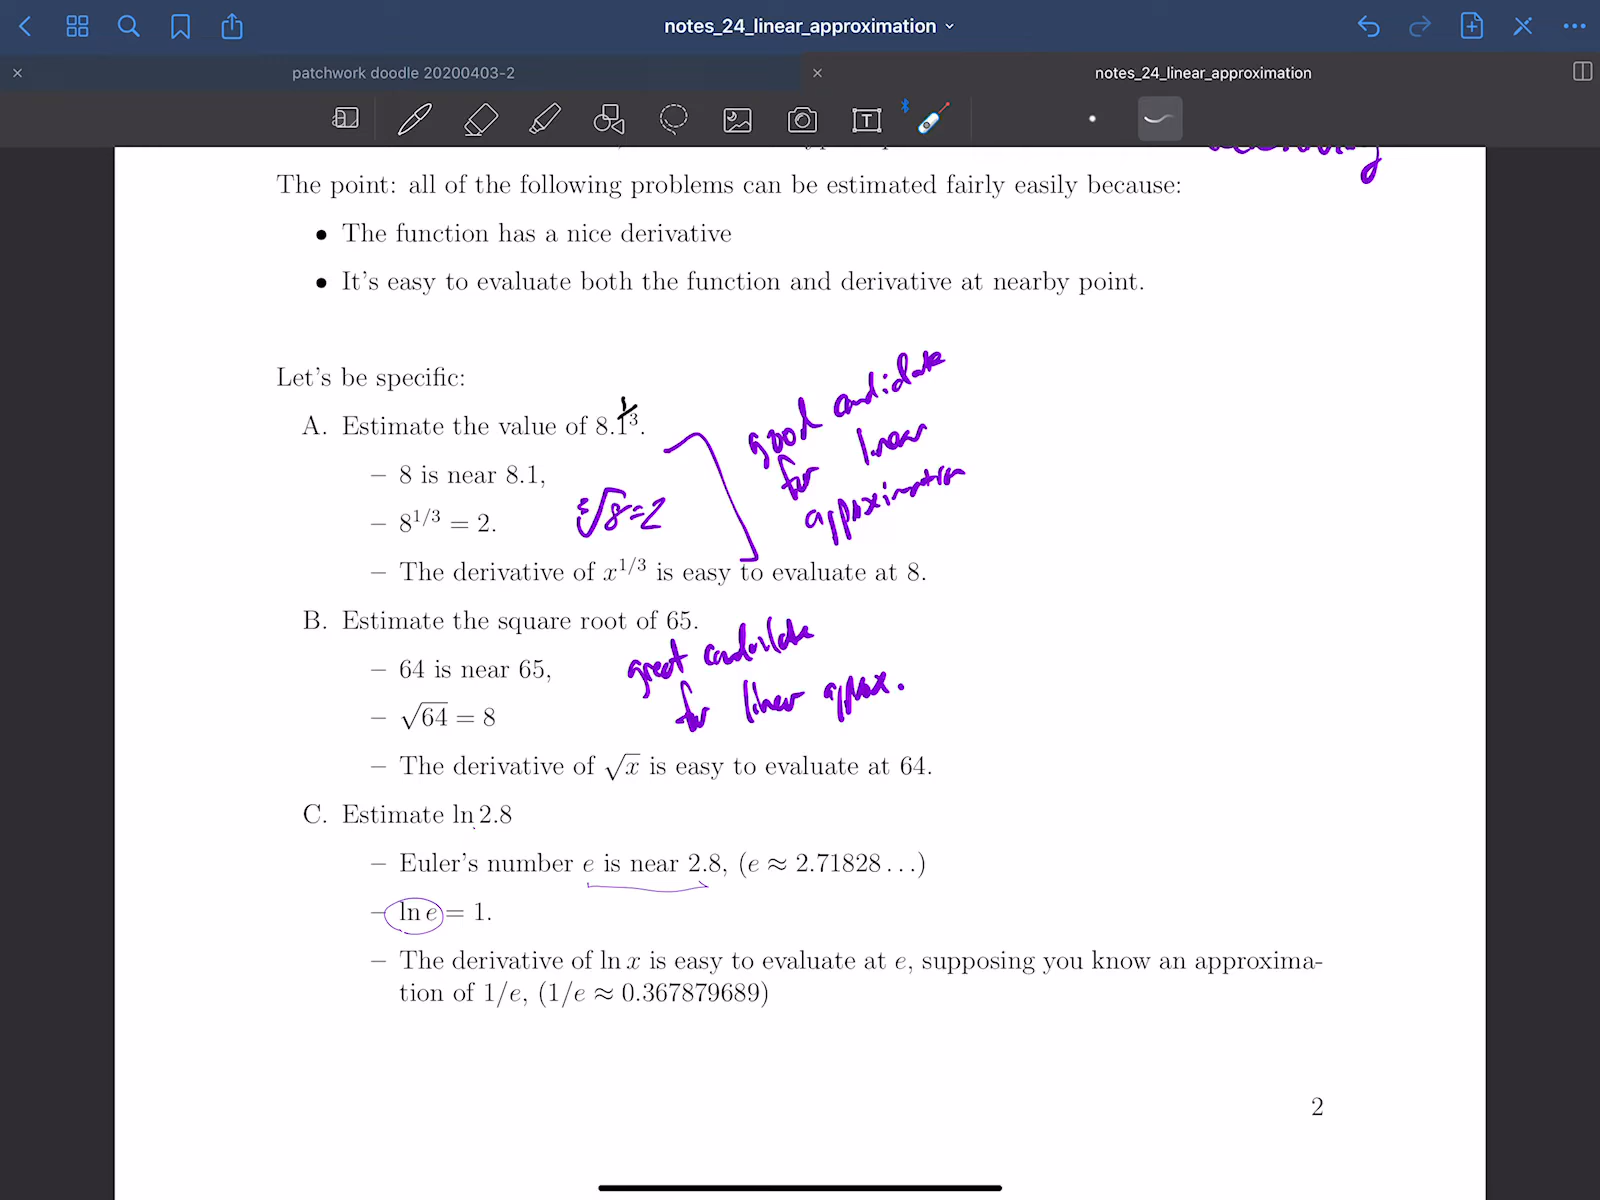 notes_24_linear_approximation
patchwork doodle 20200403-2
notes_24_linear_approximation
The point: all of the following problems can be estimated fairly easily because:
• The function has a nice derivative
• It's easy to evaluate both the function and derivative at nearby point.
Let's be specific:
A. Estimate the value of 8.1^{1/3}.
– 8 is near 8.1,
– 8^{1/3} = 2.
∛8 = 2
– The derivative of x^{1/3} is easy to evaluate at 8.
good candidate
for linear
approximation
B. Estimate the square root of 65.
– 64 is near 65,
– √64 = 8
– The derivative of √x is easy to evaluate at 64.
great candidate
for linear approx.
C. Estimate ln 2.8
– Euler's number e is near 2.8, (e ≈ 2.71828...)
– ln e = 1.
– The derivative of ln x is easy to evaluate at e, supposing you know an approxima-
tion of 1/e, (1/e ≈ 0.367879689)
2